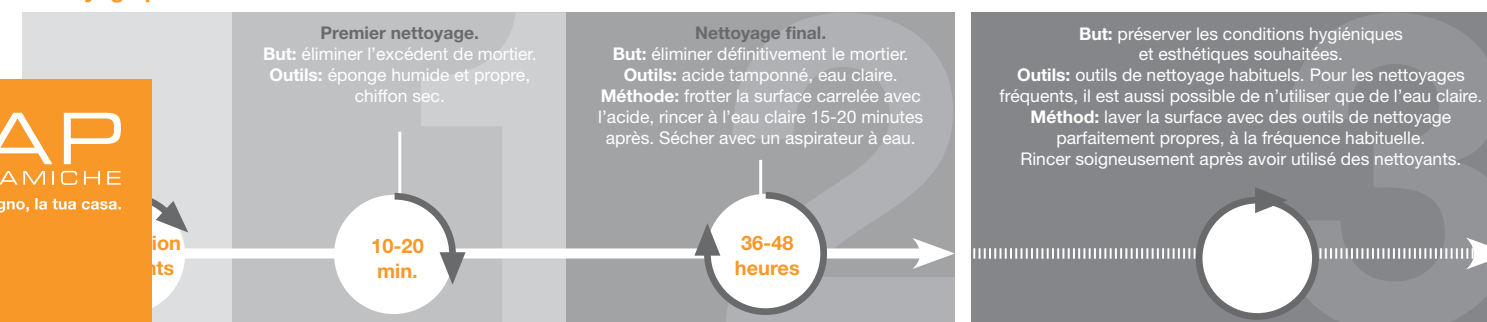 Premier nettoyage.
But: éliminer l'excédent de mortier.
Outils: éponge humide et propre,
chiffon sec.
Nettoyage final.
But: éliminer définitivement le mortier.
Outils: acide tamponné, eau claire.
Méthode: frotter la surface carrelée avec
l'acide, rincer à l'eau claire 15-20 minutes
après. Sécher avec un aspirateur à eau.
But: préserver les conditions hygiéniques
et esthétiques souhaitées.
Outils: outils de nettoyage habituels. Pour les nettoyages
fréquents, il est aussi possible de n'utiliser que de l'eau claire.
Méthod: laver la surface avec des outils de nettoyage
parfaitement propres, à la fréquence habituelle.
Rincer soigneusement après avoir utilisé des nettoyants.
1
2
3
AP
AMICHE
gno, la tua casa.
ion
nts
10-20
min.
36-48
heures